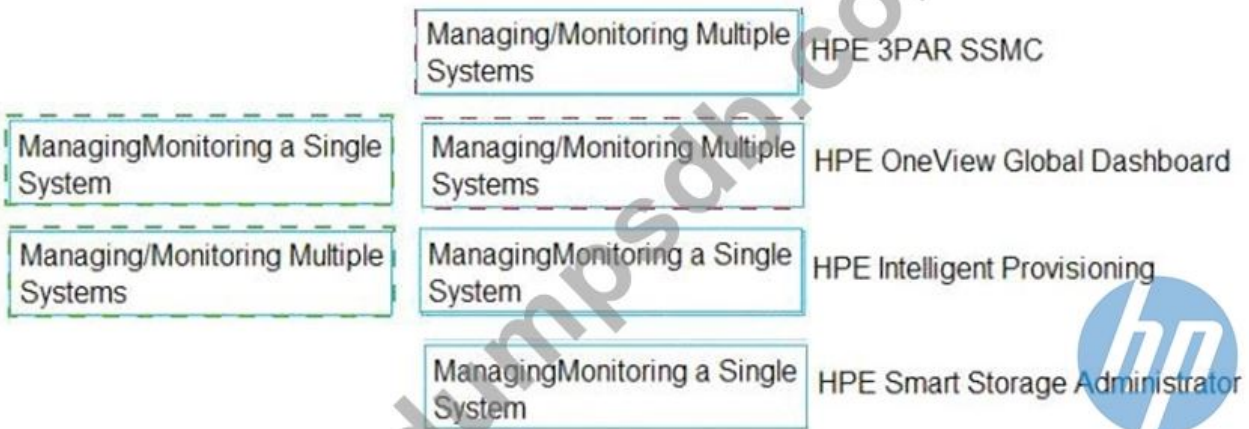 Managing/Monitoring Multiple
Systems
HPE 3PAR SSMC
ManagingMonitoring a Single
System
Managing/Monitoring Multiple
Systems
HPE OneView Global Dashboard
Managing/Monitoring Multiple
Systems
ManagingMonitoring a Single
System
HPE Intelligent Provisioning
ManagingMonitoring a Single
System
HPE Smart Storage Administrator
hp